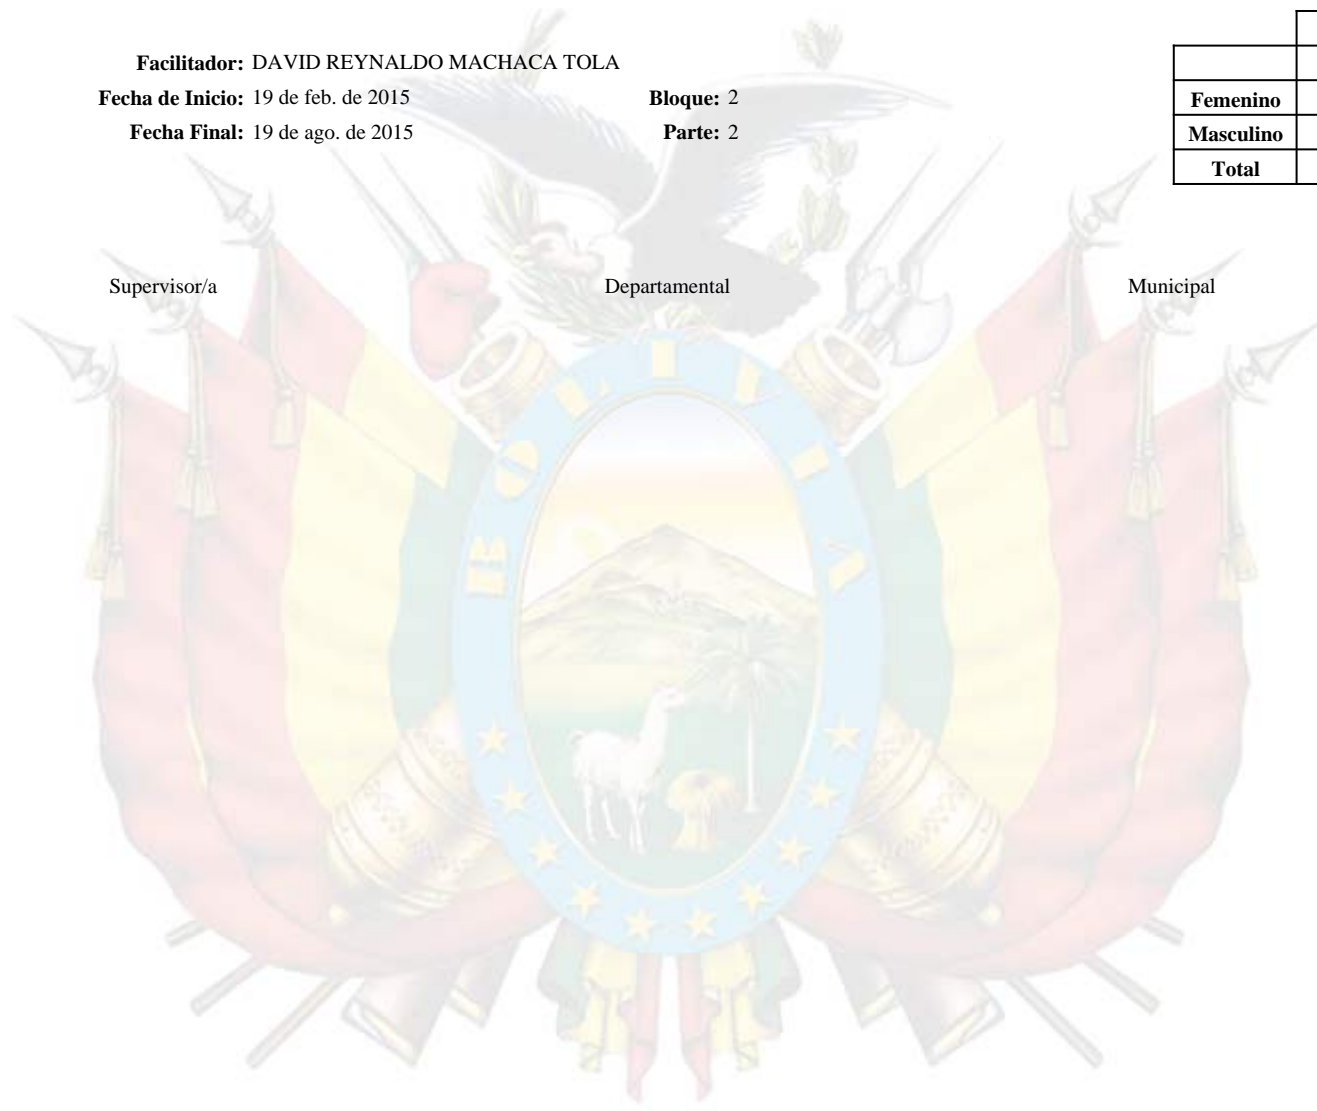 Facilitador: DAVID REYNALDO MACHACA TOLA
Fecha de Inicio: 19 de feb. de 2015 Bloque: 2
Femenino
Fecha Final: 19 de ago. de 2015 Parte: 2
Masculino
Total
Supervisor/a Departamental Municipal
BOLIVIA